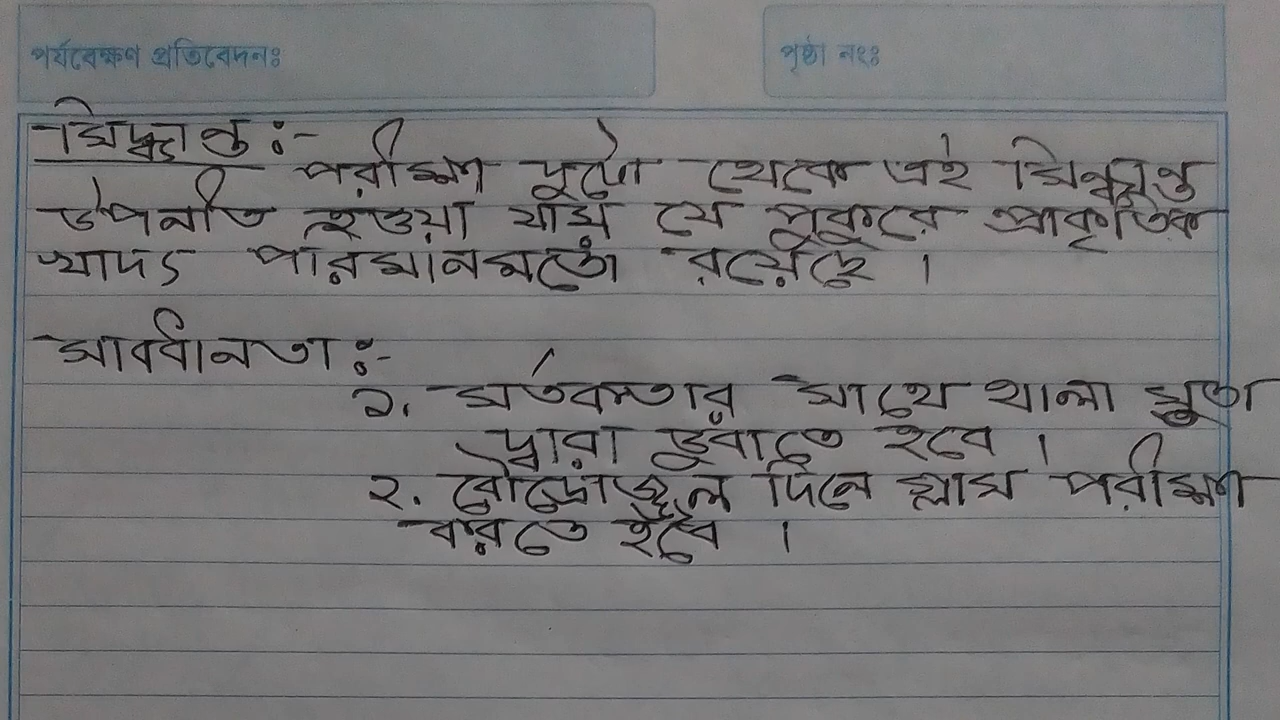 পর্যবেক্ষণ প্রতিবেদনঃ
পৃষ্ঠা নংঃ
সিদ্ধান্ত :-
পরীক্ষণ দুটো থেকে এই সিদ্ধান্ত
উপনীত হওয়া যায় যে পুকুরে প্রাকৃতিক
খাদ্য পরিমানমতো রয়েছে ।
সাবধানতা :-
১. সর্তকতার সাথে থালা সুতা
দ্বারা ডুবাতে হবে ।
২. রৌদ্রোজ্জ্বল দিনে গ্লাস পরীক্ষণ
করতে হবে ।